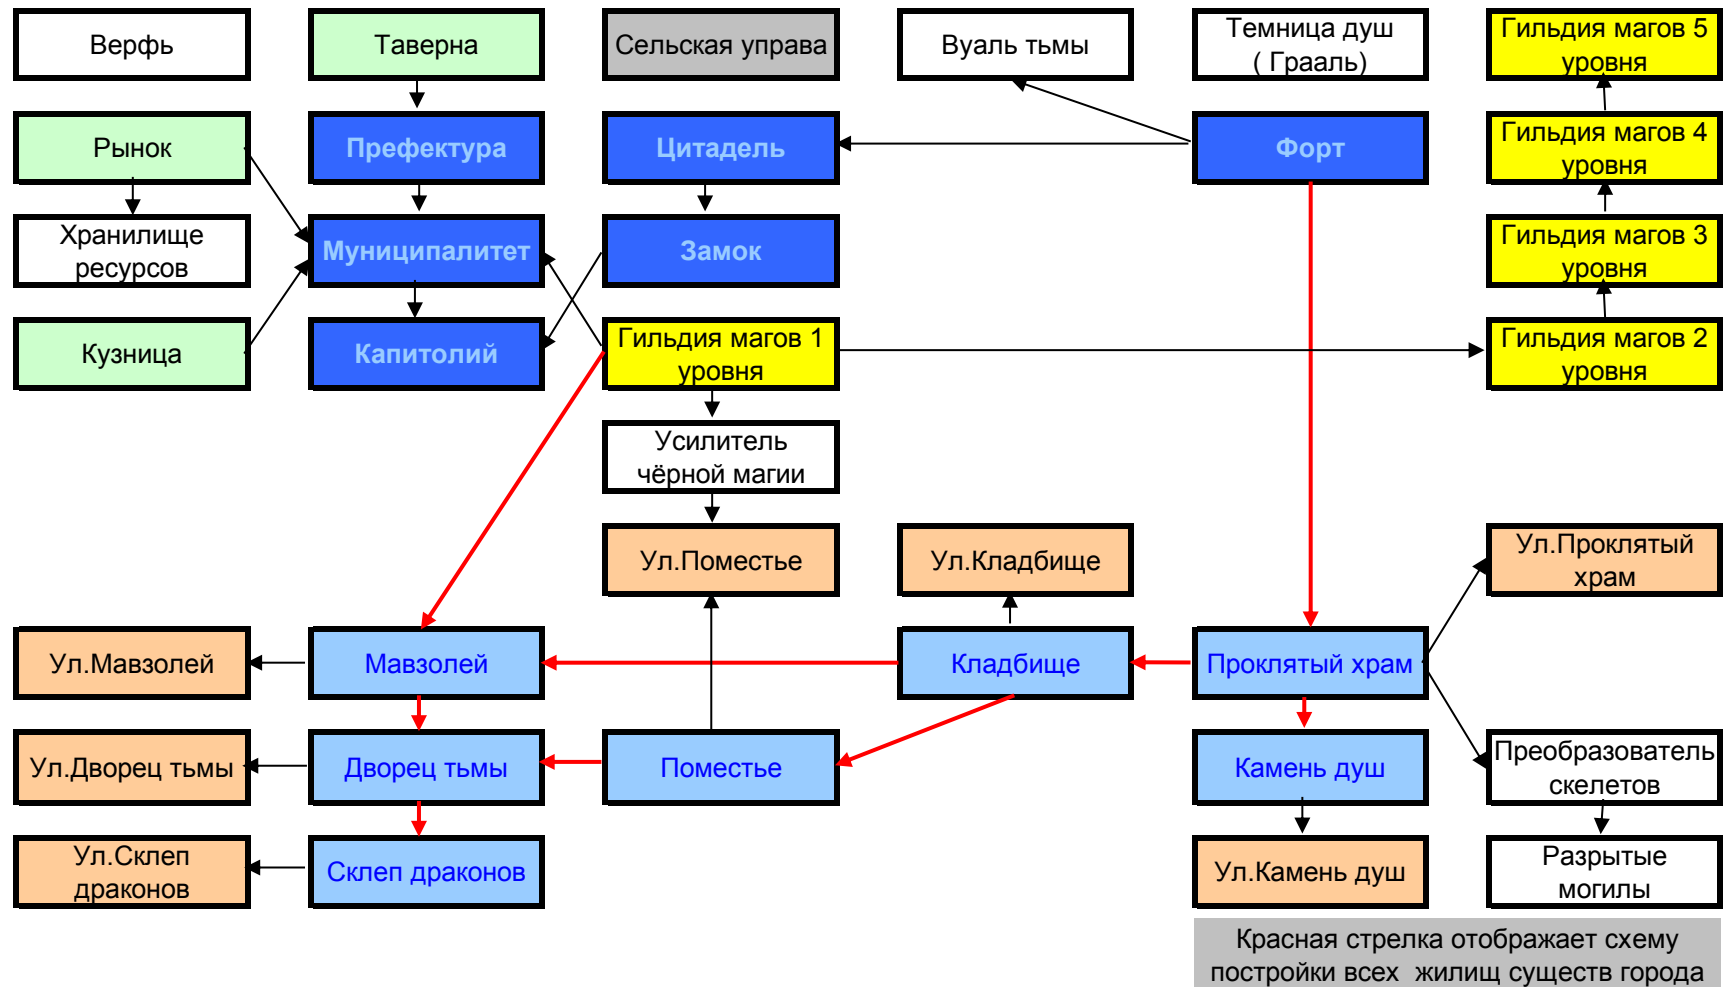 Верфь
Таверна
Сельская управа
Вуаль тьмы
Темница душ
( Грааль)
Гильдия магов 5
уровня
Рынок
Префектура
Цитадель
Форт
Гильдия магов 4
уровня
Хранилище
ресурсов
Муниципалитет
Замок
Гильдия магов 3
уровня
Кузница
Капитолий
Гильдия магов 1
уровня
Гильдия магов 2
уровня
Усилитель
чёрной магии
Ул.Поместье
Ул.Кладбище
Ул.Проклятый
храм
Ул.Мавзолей
Мавзолей
Кладбище
Проклятый храм
Ул.Дворец тьмы
Дворец тьмы
Поместье
Камень душ
Преобразователь
скелетов
Ул.Склеп
драконов
Склеп драконов
Ул.Камень душ
Разрытые
могилы
Красная стрелка отображает схему
постройки всех  жилищ существ города